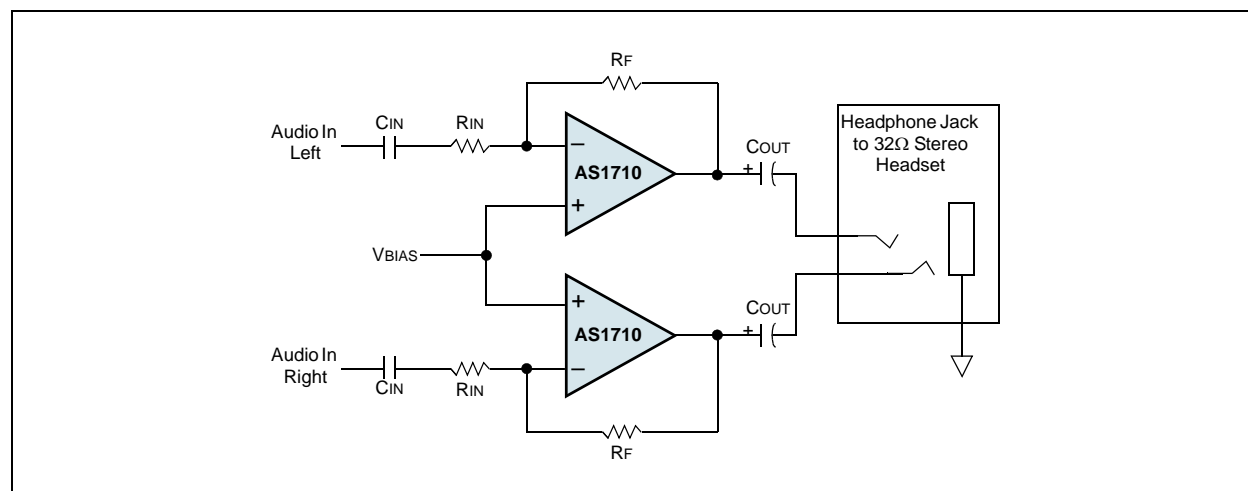 RF
Audio In
Left
CIN
RIN
−
AS1710
+
COUT
+
Headphone Jack
to 32Ω Stereo
Headset
VBIAS
+
AS1710
−
COUT
+
Audio In
Right
CIN
RIN
RF